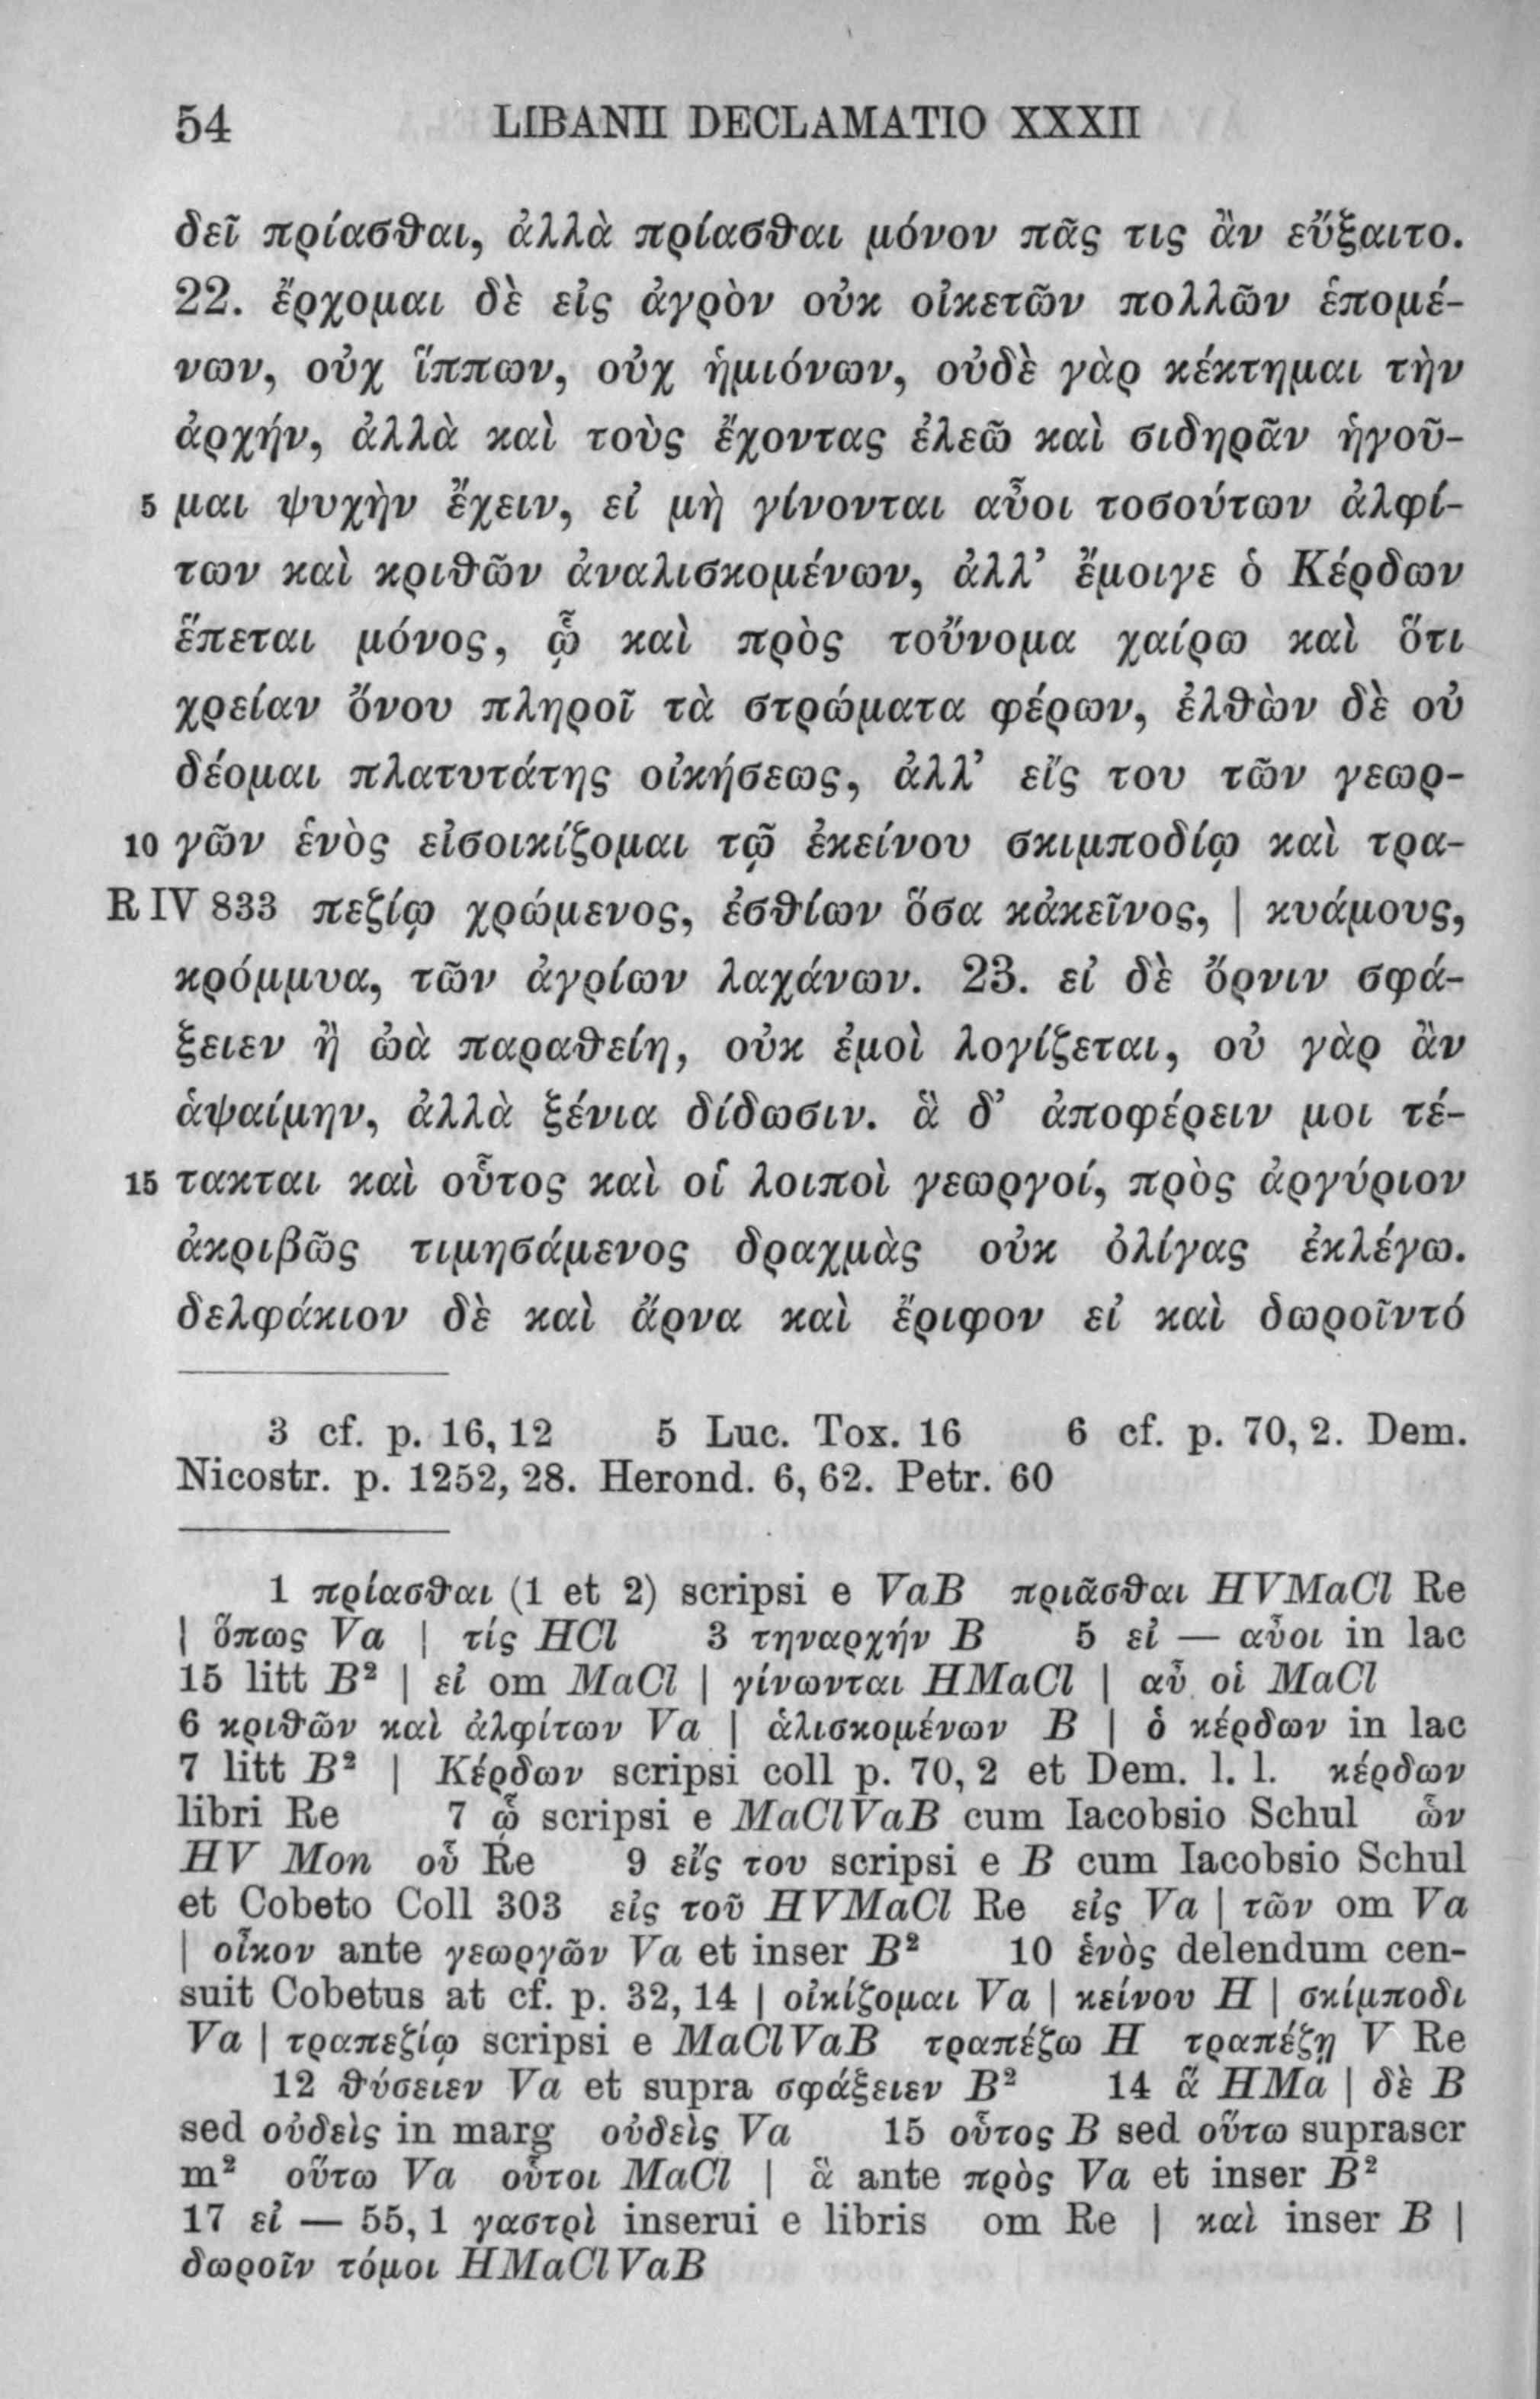 54 LIBANII DECLAMATIO XXXII
δεῖ πρίασθαι, ἀλλὰ πρίασθαι μόνον πᾶς τις ἂν εὔξαιτο.
22. ἔρχομαι δὲ εἰς ἀγρὸν οὐκ οἰκετῶν πολλῶν ἑπομέ-
νων, οὐχ ἵππων, οὐχ ἡμιόνων, οὐδὲ γὰρ κέκτημαι τὴν
ἀρχήν, ἀλλὰ καὶ τοὺς ἔχοντας ἐλεῶ καὶ σιδηρᾶν ἡγοῦ-
5 μαι ψυχὴν ἔχειν, εἰ μὴ γίνονται αὖοι τοσούτων ἀλφί-
των καὶ κριθῶν ἀναλισκομένων, ἀλλ’ ἔμοιγε ὁ Κέρδων
ἕπεται μόνος, ᾧ καὶ πρὸς τοὔνομα χαίρω καὶ ὅτι
χρείαν ὄνου πληροῖ τὰ στρώματα φέρων, ἐλθὼν δὲ οὐ
δέομαι πλατυτάτης οἰκήσεως, ἀλλ’ εἴς του τῶν γεωρ-
10 γῶν ἑνὸς εἰσοικίζομαι τῷ ἐκείνου σκιμποδίῳ καὶ τρα-
R IV 833 πεζίῳ χρώμενος, ἐσθίων ὅσα κἀκεῖνος, | κυάμους,
κρόμμυα, τῶν ἀγρίων λαχάνων. 23. εἰ δὲ ὄρνιν σφά-
ξειεν ἢ ᾠὰ παραθείη, οὐκ ἐμοὶ λογίζεται, οὐ γὰρ ἂν
ἁψαίμην, ἀλλὰ ξένια δίδωσιν. ἃ δ’ ἀποφέρειν μοι τέ-
15 τακται καὶ οὗτος καὶ οἱ λοιποὶ γεωργοί, πρὸς ἀργύριον
ἀκριβῶς τιμησάμενος δραχμὰς οὐκ ὀλίγας ἐκλέγω.
δελφάκιον δὲ καὶ ἄρνα καὶ ἔριφον εἰ καὶ δωροῖντό
3 cf. p. 16, 12 5 Luc. Tox. 16 6 cf. p. 70, 2. Dem.
Nicostr. p. 1252, 28. Herond. 6, 62. Petr. 60
1 πρίασθαι (1 et 2) scripsi e VaB πριᾶσθαι HVMaCl Re
| ὅπως Va | τίς HCl 3 τηναρχήν B 5 εἰ — αὖοι in lac
15 litt B² | εἰ om MaCl | γίνωνται HMaCl | αὖ οἱ MaCl
6 κριθῶν καὶ ἀλφίτων Va | ἁλισκομένων B | ὁ κέρδων in lac
7 litt B² | Κέρδων scripsi coll p. 70, 2 et Dem. l. l. κέρδων
libri Re 7 ᾧ scripsi e MaClVaB cum Iacobsio Schul ὧν
HV Mon οὗ Re 9 εἴς του scripsi e B cum Iacobsio Schul
et Cobeto Coll 303 εἰς τοῦ HVMaCl Re εἰς Va | τῶν om Va
| οἶκον ante γεωργῶν Va et inser B² 10 ἑνὸς delendum cen-
suit Cobetus at cf. p. 32, 14 | οἰκίζομαι Va | κείνου H | σκίμποδι
Va | τραπεζίῳ scripsi e MaClVaB τραπέζω H τραπέζῃ V Re
12 θύσειεν Va et supra σφάξειεν B² 14 ἅ HMa | δὲ B
sed οὐδεὶς in marg οὐδεὶς Va 15 οὗτος B sed οὕτω suprascr
m² οὕτω Va οὗτοι MaCl | ἃ ante πρὸς Va et inser B²
17 εἰ — 55, 1 γαστρὶ inserui e libris om Re | καὶ inser B |
δωροῖν τόμοι HMaClVaB